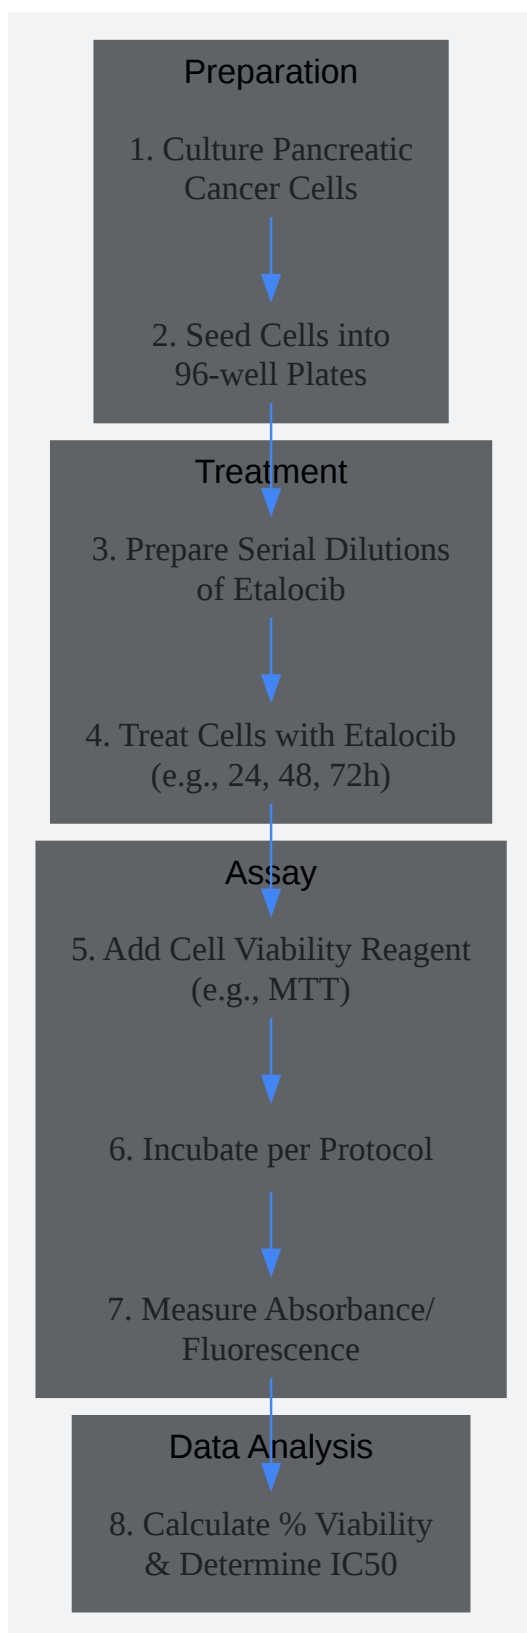 Preparation
1. Culture Pancreatic
Cancer Cells
2. Seed Cells into
96-well Plates
Treatment
3. Prepare Serial Dilutions
of Etalocib
4. Treat Cells with Etalocib
(e.g., 24, 48, 72h)
Assay
5. Add Cell Viability Reagent
(e.g., MTT)
6. Incubate per Protocol
7. Measure Absorbance/
Fluorescence
Data Analysis
8. Calculate % Viability
& Determine IC50